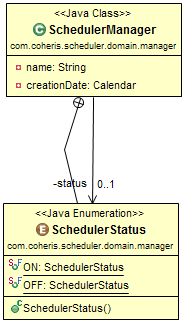 <<Java Class>>
SchedulerManager
com.coheris.scheduler.domain.manager
name: String
creationDate: Calendar
-status 0..1
<<Java Enumeration>>
SchedulerStatus
com.coheris.scheduler.domain.manager
ON: SchedulerStatus
OFF: SchedulerStatus
SchedulerStatus()